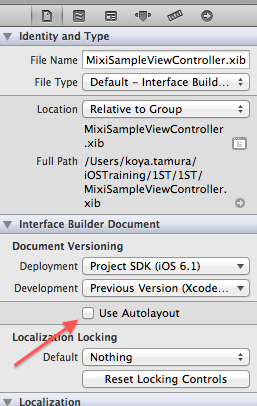 Identity and Type
File Name MixiSampleViewController.xib
File Type Default - Interface Build...
Location Relative to Group
MixiSampleViewController
.xib
Full Path /Users/koya.tamura/
iOSTraining/1ST/1ST/
MixiSampleViewController
.xib
Interface Builder Document
Document Versioning
Deployment Project SDK (iOS 6.1)
Development Previous Version (Xcode...
Use Autolayout
Localization Locking
Default Nothing
Reset Locking Controls
Localization